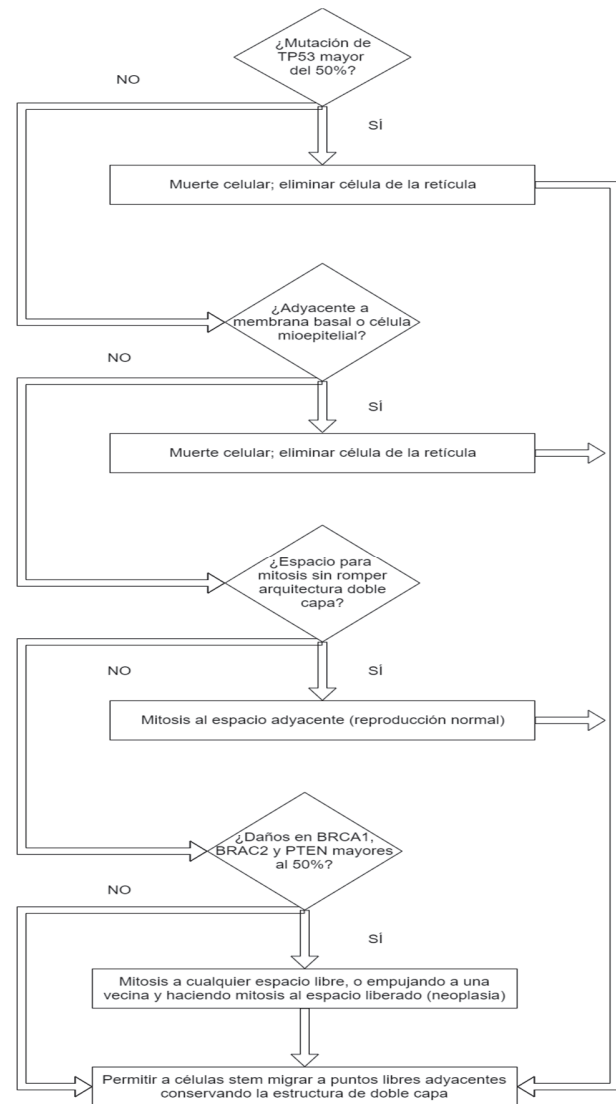 ¿Mutación de
TP53 mayor
del 50%?
NO
SÍ
Muerte celular; eliminar célula de la retícula
¿Adyacente a
membrana basal o célula
mioepitelial?
NO
SÍ
Muerte celular; eliminar célula de la retícula
¿Espacio para
mitosis sin romper
arquitectura doble
capa?
NO
SÍ
Mitosis al espacio adyacente (reproducción normal)
¿Daños en BRCA1,
BRAC2 y PTEN mayores
al 50%?
NO
SÍ
Mitosis a cualquier espacio libre, o empujando a una
vecina y haciendo mitosis al espacio liberado (neoplasia)
Permitir a células stem migrar a puntos libres adyacentes
conservando la estructura de doble capa